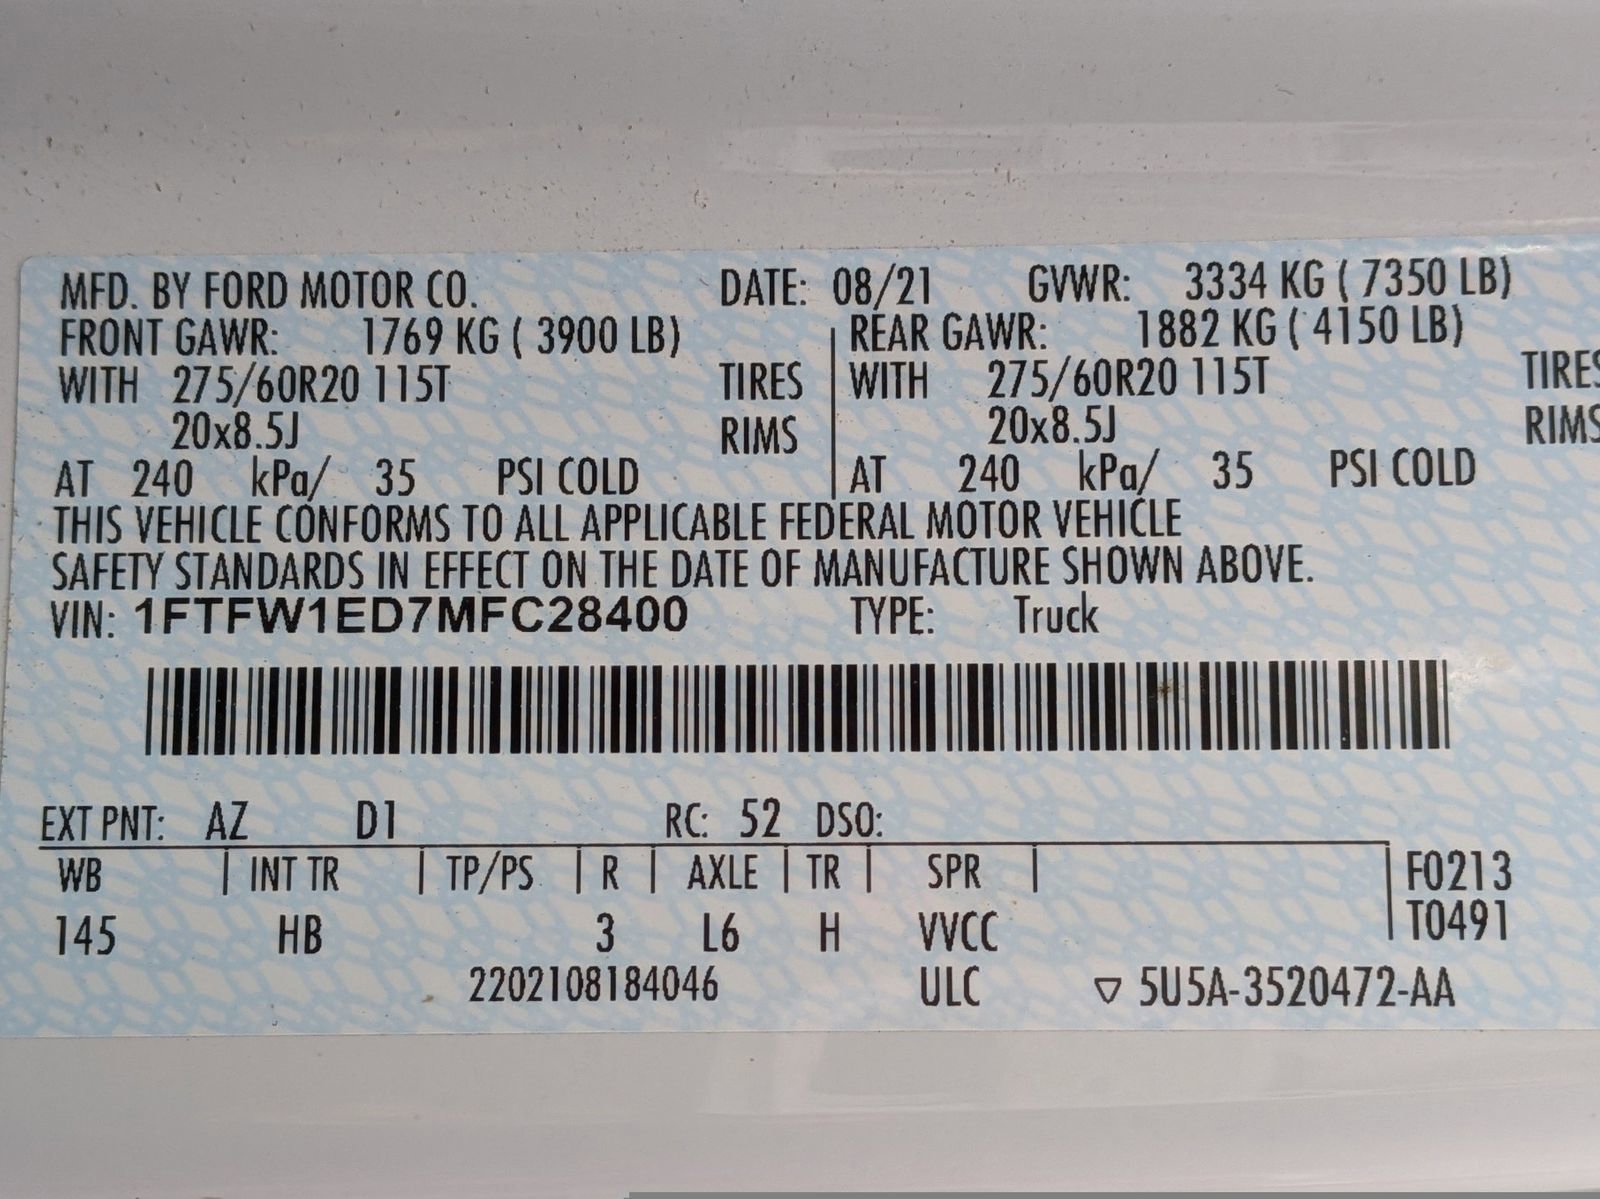 MFD. BY FORD MOTOR CO. DATE: 08/21 GVWR: 3334 KG ( 7350 LB)
FRONT GAWR: 1769 KG ( 3900 LB) REAR GAWR: 1882 KG ( 4150 LB)
WITH 275/60R20 115T TIRES WITH 275/60R20 115T TIRES
20x8.5J RIMS 20x8.5J RIMS
AT 240 kPa/ 35 PSI COLD AT 240 kPa/ 35 PSI COLD
THIS VEHICLE CONFORMS TO ALL APPLICABLE FEDERAL MOTOR VEHICLE
SAFETY STANDARDS IN EFFECT ON THE DATE OF MANUFACTURE SHOWN ABOVE.
VIN: 1FTFW1ED7MFC28400 TYPE: Truck
EXT PNT: AZ D1 RC: 52 DSO:
WB INT TR TP/PS R AXLE TR SPR F0213
145 HB 3 L6 H VVCC T0491
2202108184046 ULC ▽ 5U5A-3520472-AA